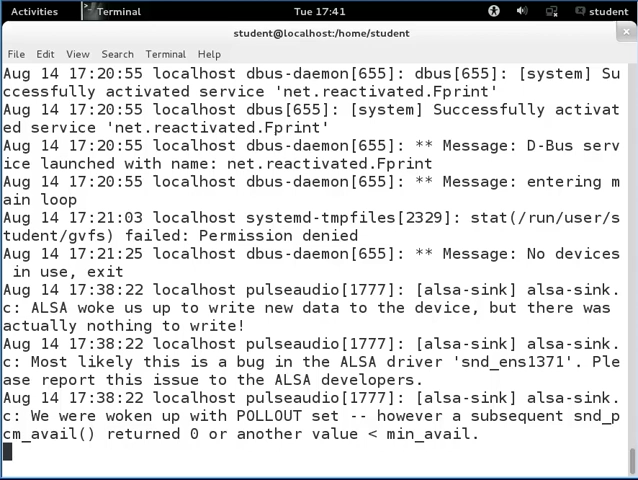 Activities Terminal Tue 17:41 student
student@localhost:/home/student
File Edit View Search Terminal Help
Aug 14 17:20:55 localhost dbus-daemon[655]: dbus[655]: [system] Su
ccessfully activated service 'net.reactivated.Fprint'
Aug 14 17:20:55 localhost dbus[655]: [system] Successfully activat
ed service 'net.reactivated.Fprint'
Aug 14 17:20:55 localhost dbus-daemon[655]: ** Message: D-Bus serv
ice launched with name: net.reactivated.Fprint
Aug 14 17:20:55 localhost dbus-daemon[655]: ** Message: entering m
ain loop
Aug 14 17:21:03 localhost systemd-tmpfiles[2329]: stat(/run/user/s
tudent/gvfs) failed: Permission denied
Aug 14 17:21:25 localhost dbus-daemon[655]: ** Message: No devices
 in use, exit
Aug 14 17:38:22 localhost pulseaudio[1777]: [alsa-sink] alsa-sink.
c: ALSA woke us up to write new data to the device, but there was
actually nothing to write!
Aug 14 17:38:22 localhost pulseaudio[1777]: [alsa-sink] alsa-sink.
c: Most likely this is a bug in the ALSA driver 'snd_ens1371'. Ple
ase report this issue to the ALSA developers.
Aug 14 17:38:22 localhost pulseaudio[1777]: [alsa-sink] alsa-sink.
c: We were woken up with POLLOUT set -- however a subsequent snd_p
cm_avail() returned 0 or another value < min_avail.